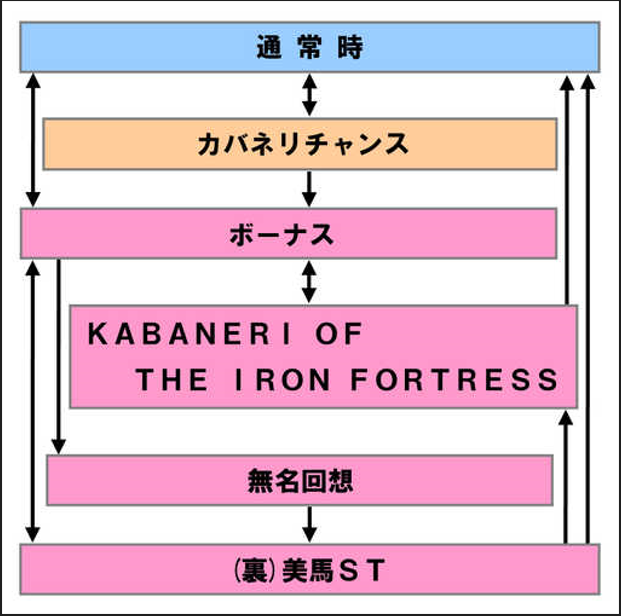 通常時
カバネリチャンス
ボーナス
KABANERI OF
THE IRON FORTRESS
無名回想
(裏)美馬ST